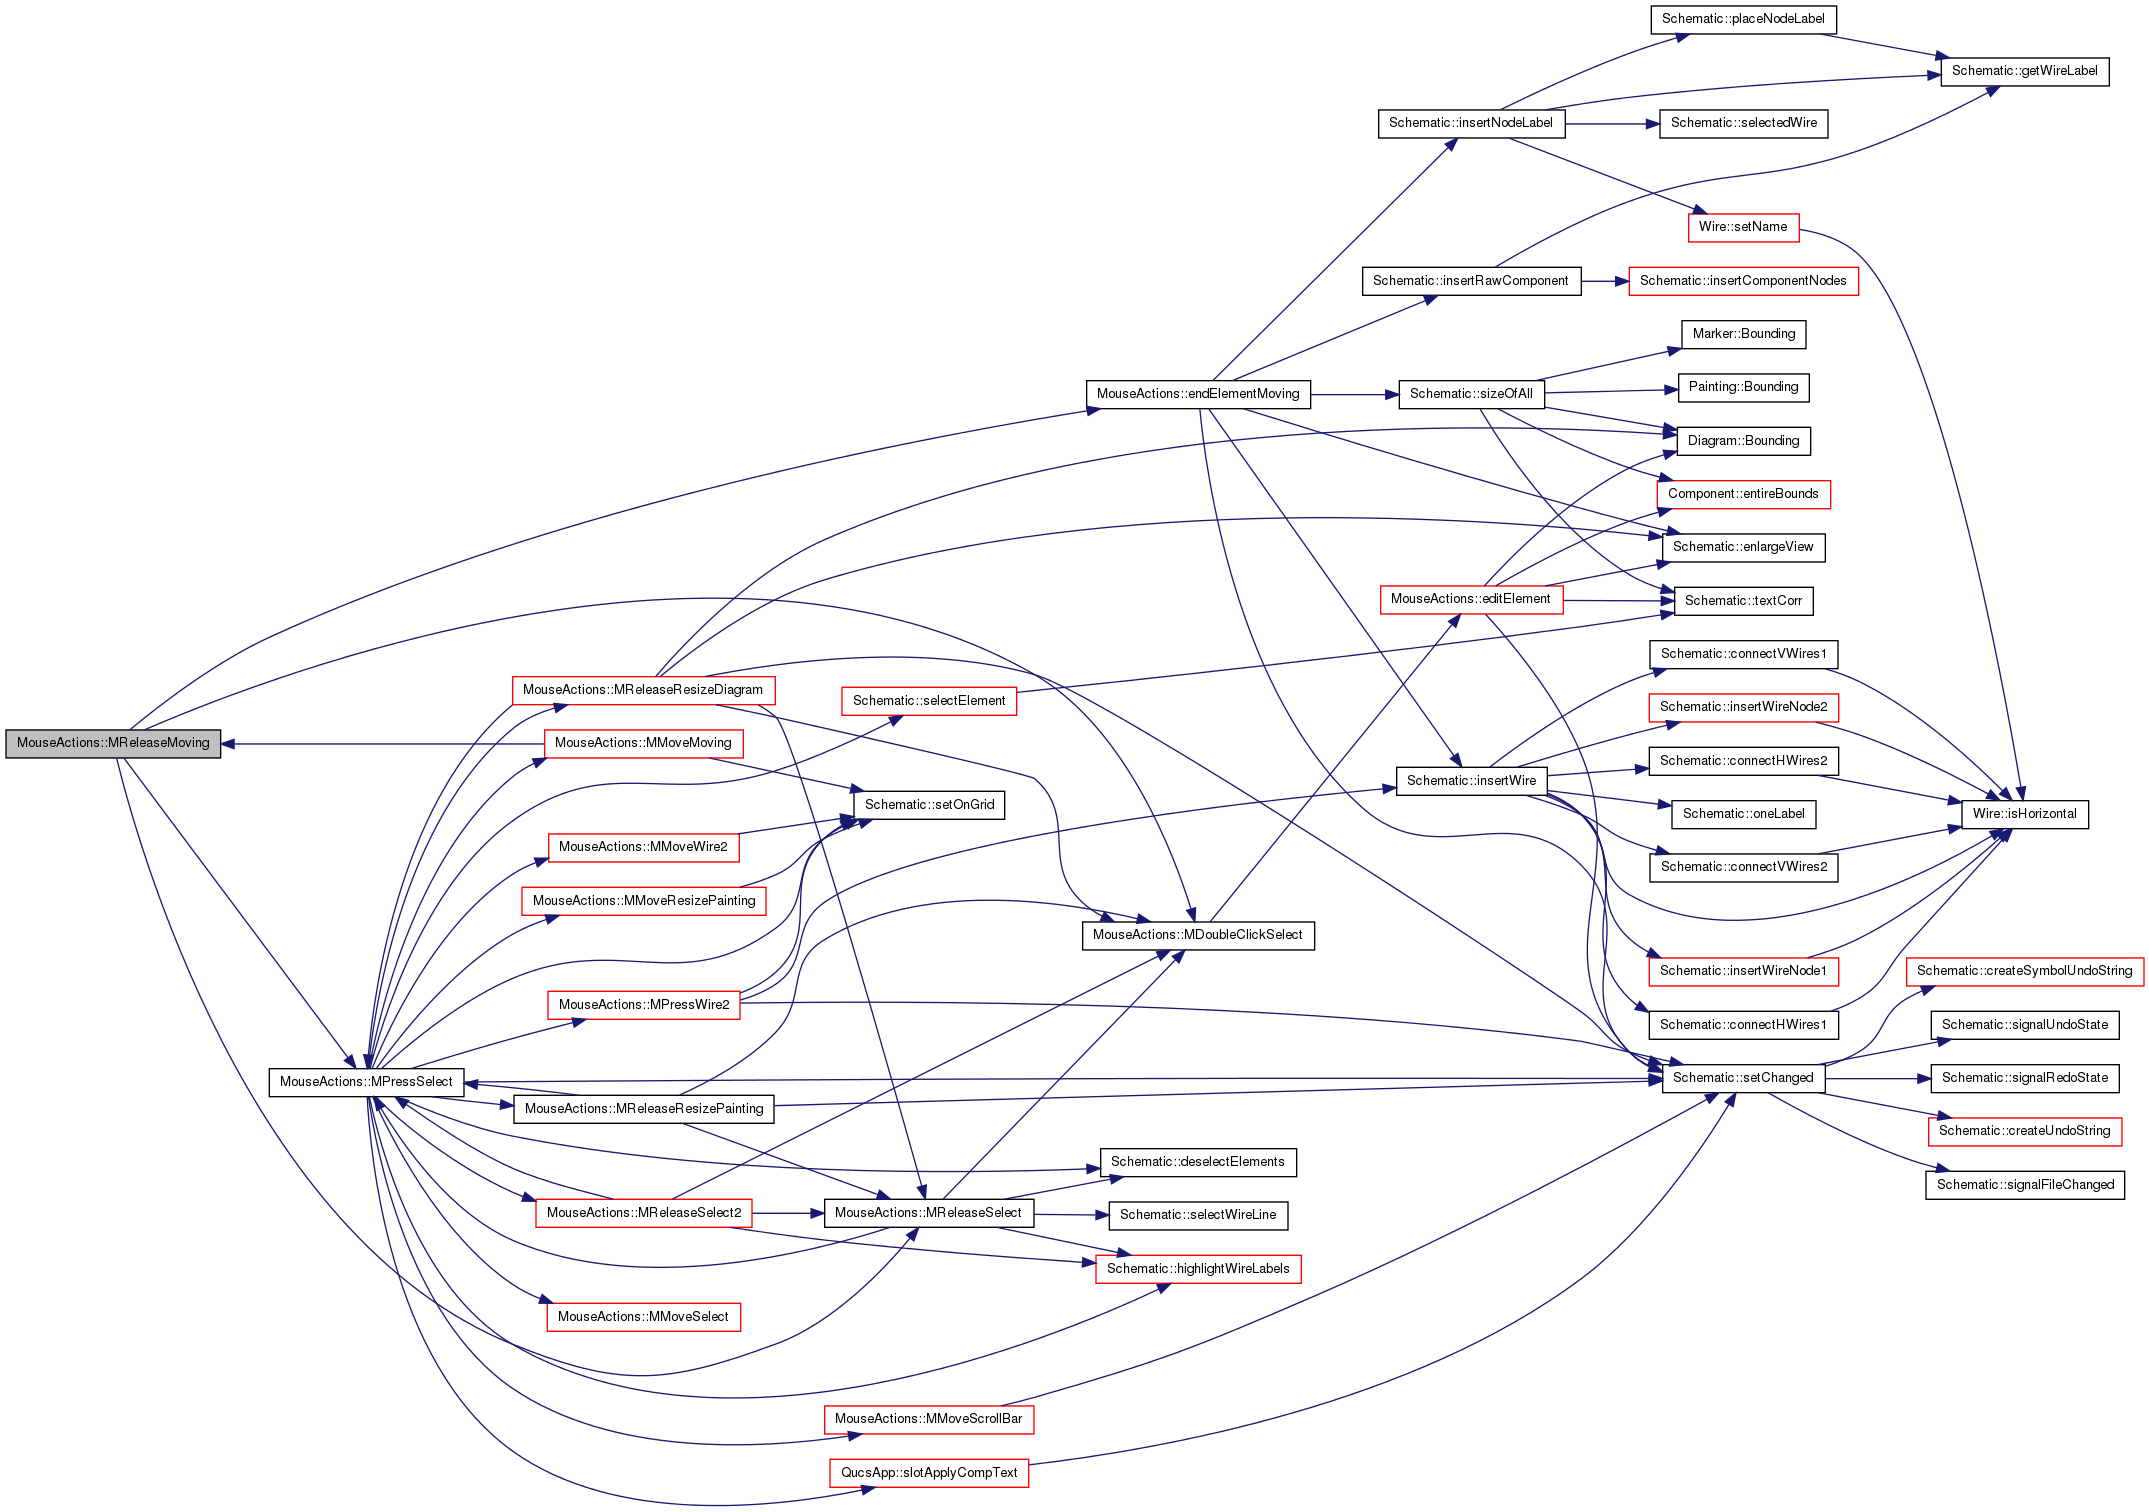 Schematic::placeNodeLabel
Schematic::getWireLabel
Schematic::insertNodeLabel
Schematic::selectedWire
Wire::setName
Schematic::insertRawComponent
Schematic::insertComponentNodes
Marker::Bounding
MouseActions::endElementMoving
Schematic::sizeOfAll
Painting::Bounding
Diagram::Bounding
Component::entireBounds
Schematic::enlargeView
MouseActions::editElement
Schematic::textCorr
Schematic::connectVWires1
MouseActions::MReleaseResizeDiagram
Schematic::selectElement
Schematic::insertWireNode2
MouseActions::MReleaseMoving
MouseActions::MMoveMoving
Schematic::connectHWires2
Schematic::insertWire
Schematic::setOnGrid
Schematic::oneLabel
Wire::isHorizontal
MouseActions::MMoveWire2
Schematic::connectVWires2
MouseActions::MMoveResizePainting
MouseActions::MDoubleClickSelect
Schematic::insertWireNode1
Schematic::createSymbolUndoString
MouseActions::MPressWire2
Schematic::connectHWires1
Schematic::signalUndoState
MouseActions::MPressSelect
Schematic::setChanged
Schematic::signalRedoState
MouseActions::MReleaseResizePainting
Schematic::createUndoString
Schematic::deselectElements
Schematic::signalFileChanged
MouseActions::MReleaseSelect2
MouseActions::MReleaseSelect
Schematic::selectWireLine
Schematic::highlightWireLabels
MouseActions::MMoveSelect
MouseActions::MMoveScrollBar
QucsApp::slotApplyCompText